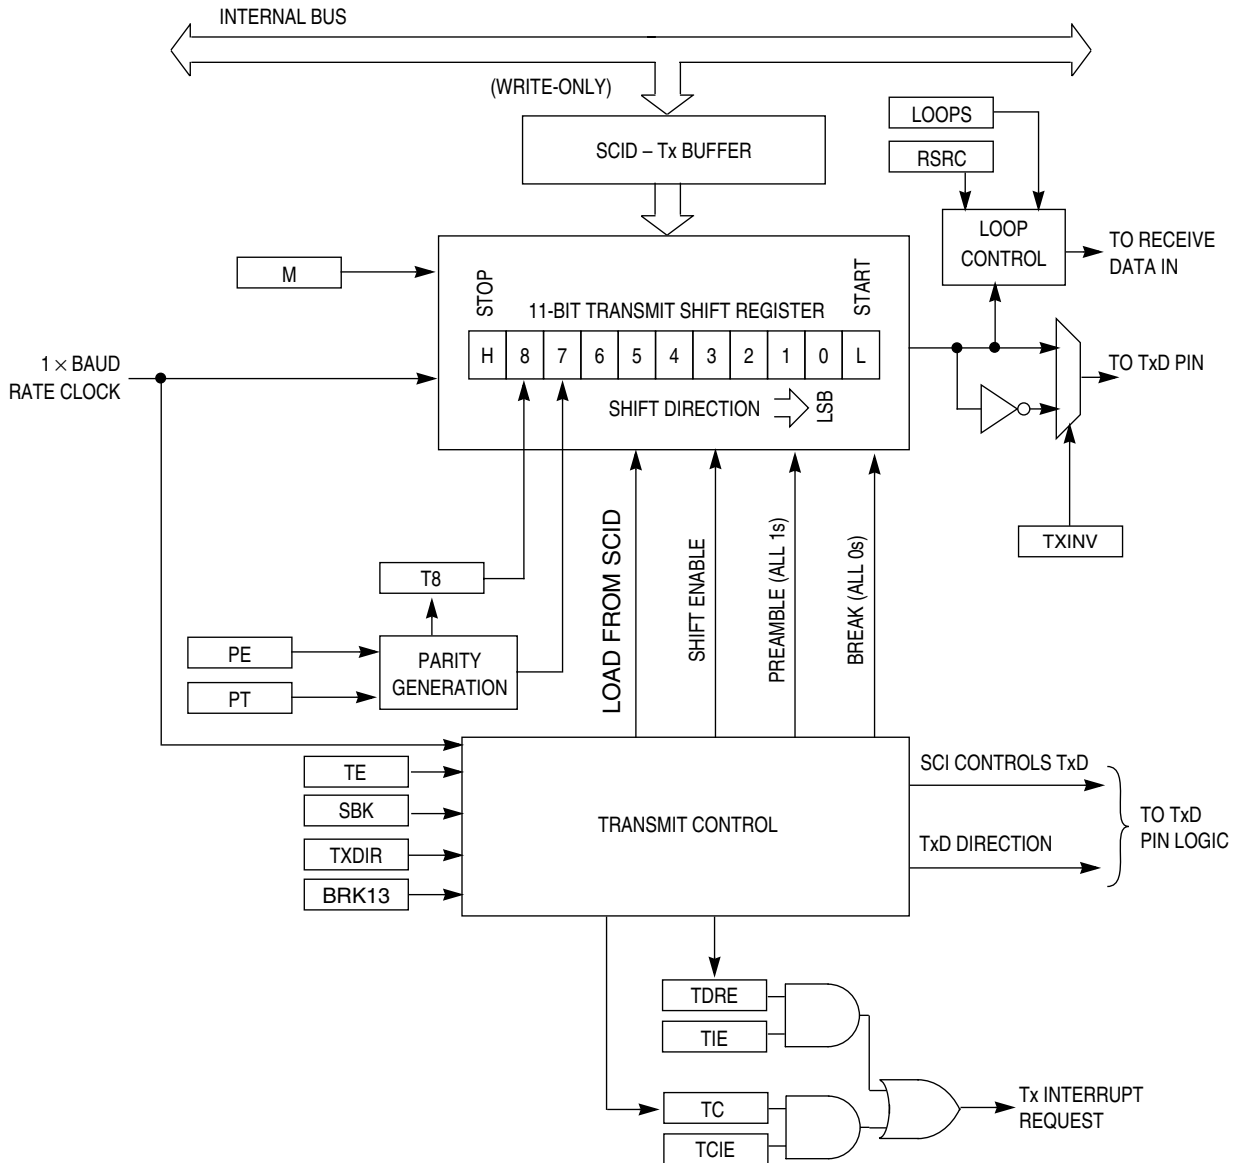 INTERNAL BUS
(WRITE-ONLY)
SCID – Tx BUFFER
LOOPS
RSRC
LOOP
CONTROL
TO RECEIVE
DATA IN
M
STOP
11-BIT TRANSMIT SHIFT REGISTER
START
H 8 7 6 5 4 3 2 1 0 L
SHIFT DIRECTION
LSB
1 × BAUD
RATE CLOCK
TO TxD PIN
TXINV
LOAD FROM SCID
SHIFT ENABLE
PREAMBLE (ALL 1s)
BREAK (ALL 0s)
T8
PE
PT
PARITY
GENERATION
TE
SBK
TXDIR
BRK13
TRANSMIT CONTROL
SCI CONTROLS TxD
TxD DIRECTION
TO TxD
PIN LOGIC
TDRE
TIE
TC
TCIE
Tx INTERRUPT
REQUEST